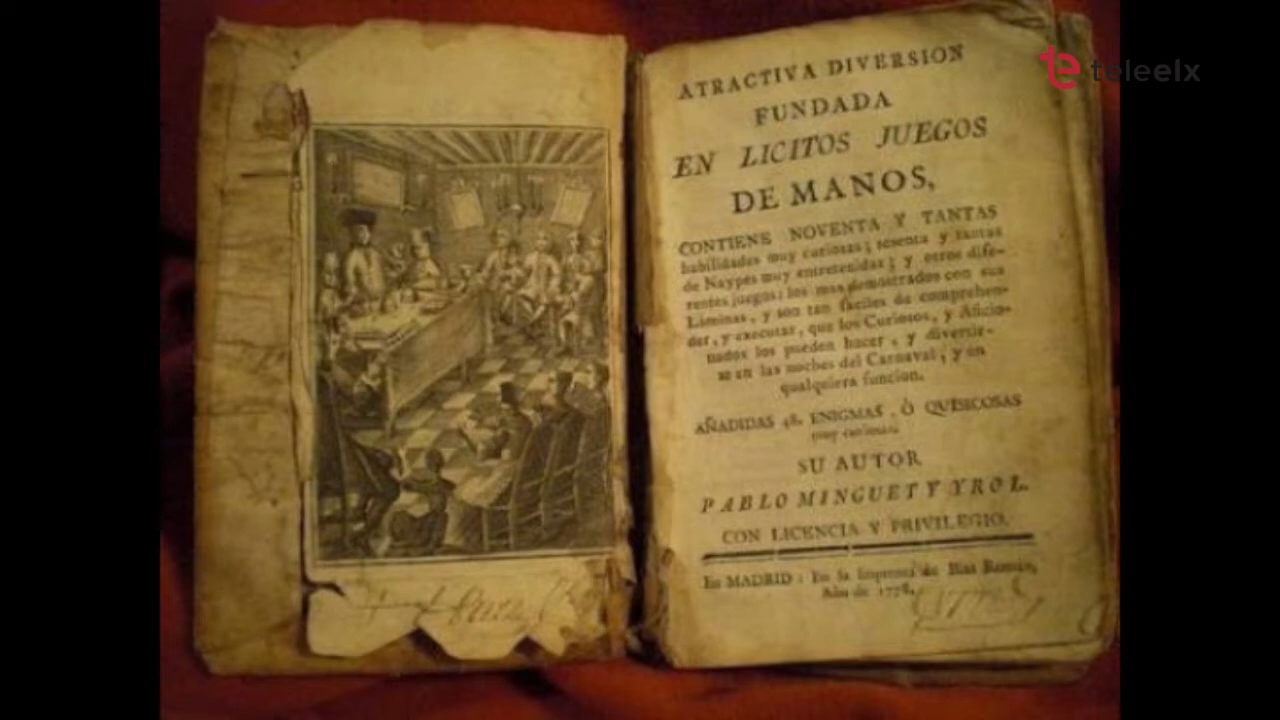 teleelx
ATRACTIVA DIVERSION
FUNDADA
EN LICITOS JUEGOS
DE MANOS,
CONTIENE NOVENTA Y TANTAS
habilidades muy curiosas; sesenta y tantas
de Naypes muy entretenidas; y otros dife-
rentes juegos: los mas demostrados con sus
Láminas, y son tan faciles de comprehen-
der, y executar, que los Curiosos, y Aficio-
nados los pueden hacer, y divertir-
se en las noches del Carnaval, y en
qualquiera funcion.
AÑADIDAS 48. ENIGMAS, Ò QUISICOSAS
muy curiosas.
SU AUTOR
PABLO MINGUET Y YROL.
CON LICENCIA Y PRIVILEGIO.
En MADRID: En la Imprenta de Blas Román,
Año de 1778.